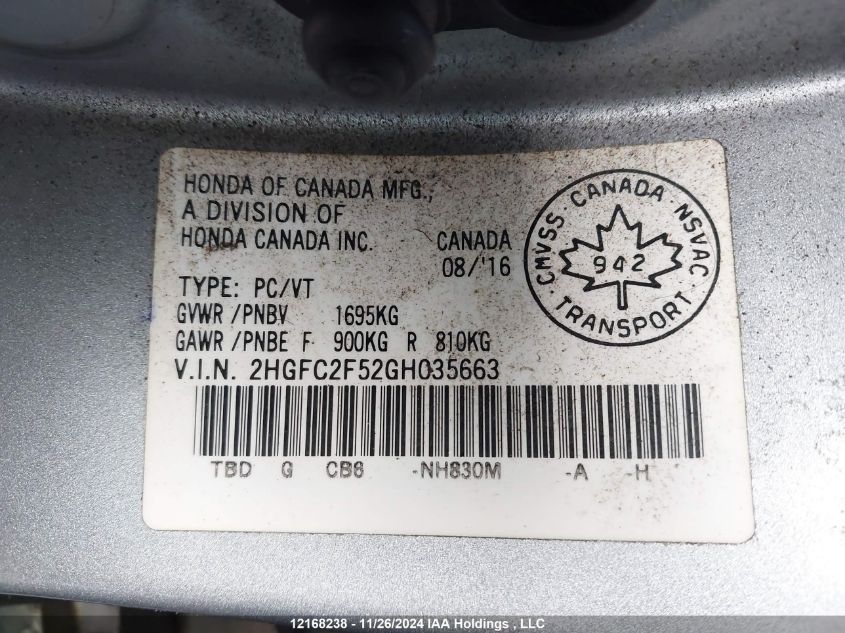 HONDA OF CANADA MFG.,
A DIVISION OF
HONDA CANADA INC. CANADA
08/'16
TYPE: PC/VT
GVWR /PNBV 1695KG
GAWR /PNBE F 900KG R 810KG
V.I.N. 2HGFC2F52GH035663
TBD G CB8 -NH830M -A -H
CMVSS CANADA NSVAC
942
TRANSPORT
12168238 - 11/26/2024 IAA Holdings , LLC